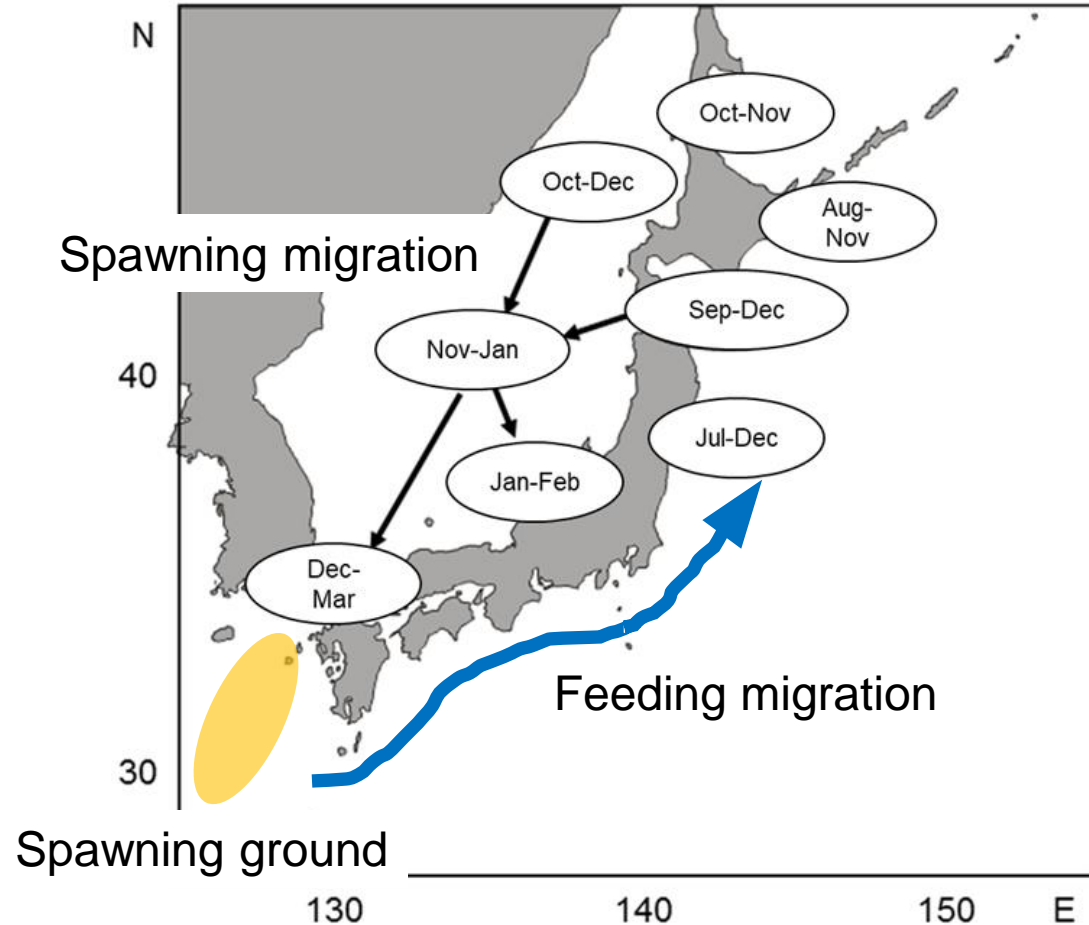 N
Oct-Nov
Oct-Dec
Aug-
Nov
Spawning migration
Sep-Dec
Nov-Jan
40
Jul-Dec
Jan-Feb
Dec-
Mar
Feeding migration
30
Spawning ground
130
140
150
E